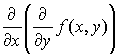 ∂/∂x (∂/∂y f(x, y))